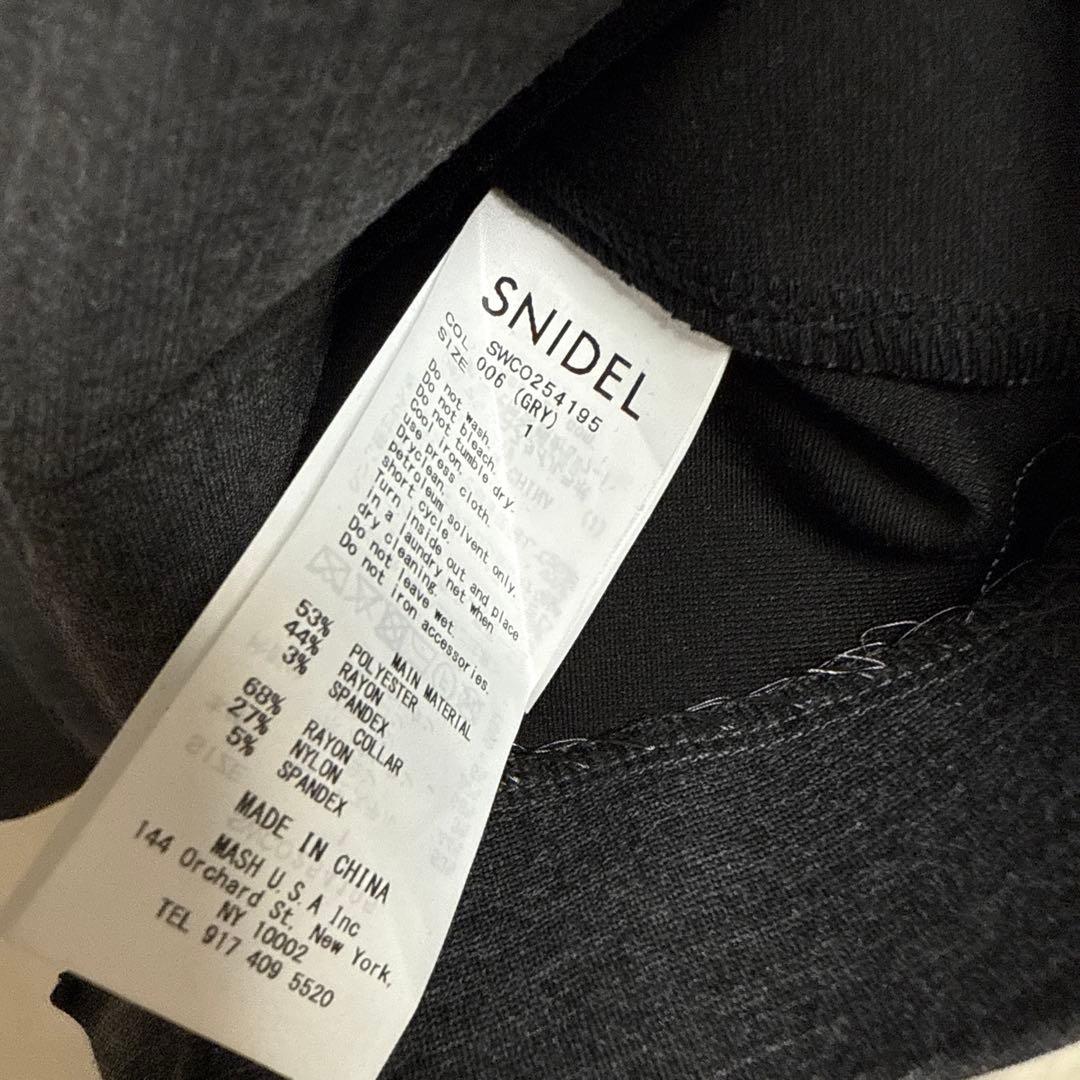 SNIDEL
SWCO254195
COL 006 (GRY)
SIZE 1
Do not wash.
Do not bleach.
Do not tumble dry.
Cool iron.
use press cloth.
Dryclean.
petroleum solvent only.
short cycle.
Turn inside out and place
in a laundry net when
dry cleaning.
Do not leave wet.
Do not iron accessories.
MAIN MATERIAL
53% POLYESTER
44% RAYON
3% SPANDEX
COLLAR
68% RAYON
27% NYLON
5% SPANDEX
MADE IN CHINA
MASH U.S.A Inc
144 Orchard St. New York,
NY 10002
TEL 917 409 5520